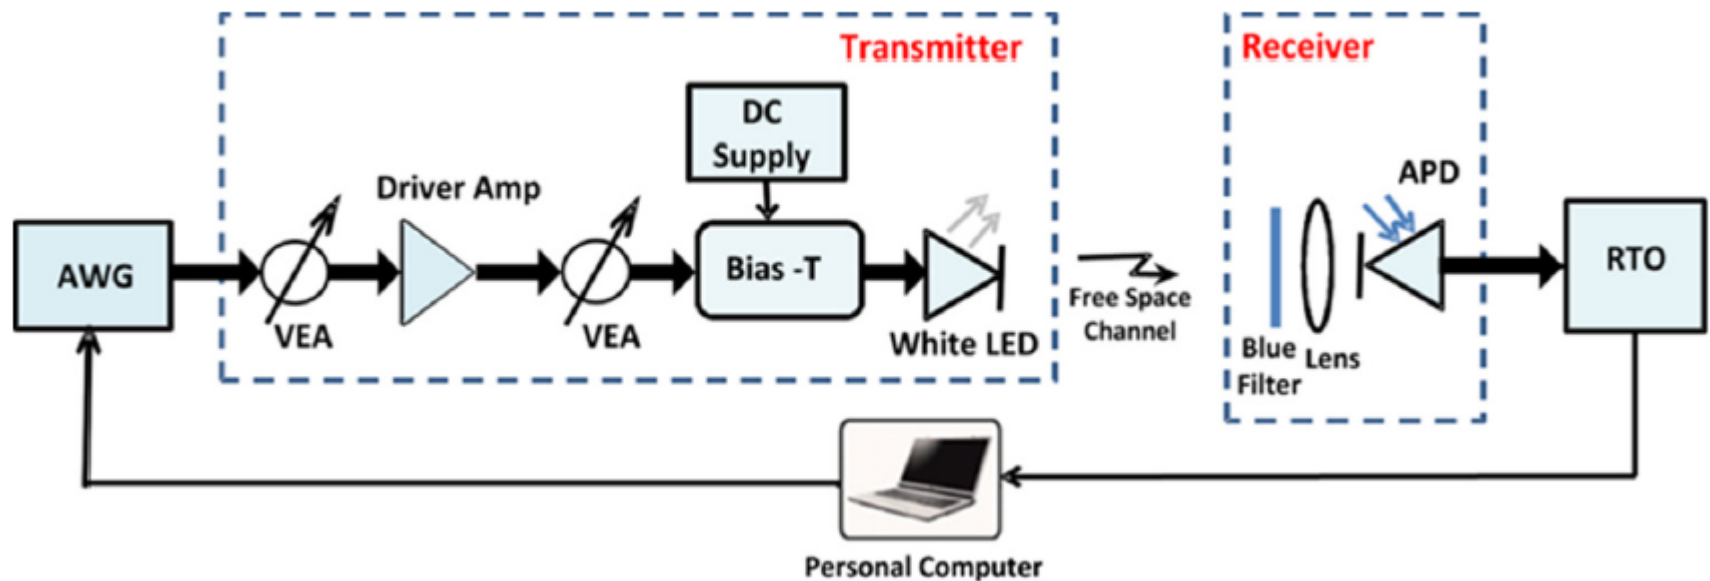 Transmitter
Receiver
DC
Supply
Driver Amp
APD
AWG
VEA
VEA
Bias -T
White LED
Free Space
Channel
Blue
Filter
Lens
RTO
Personal Computer